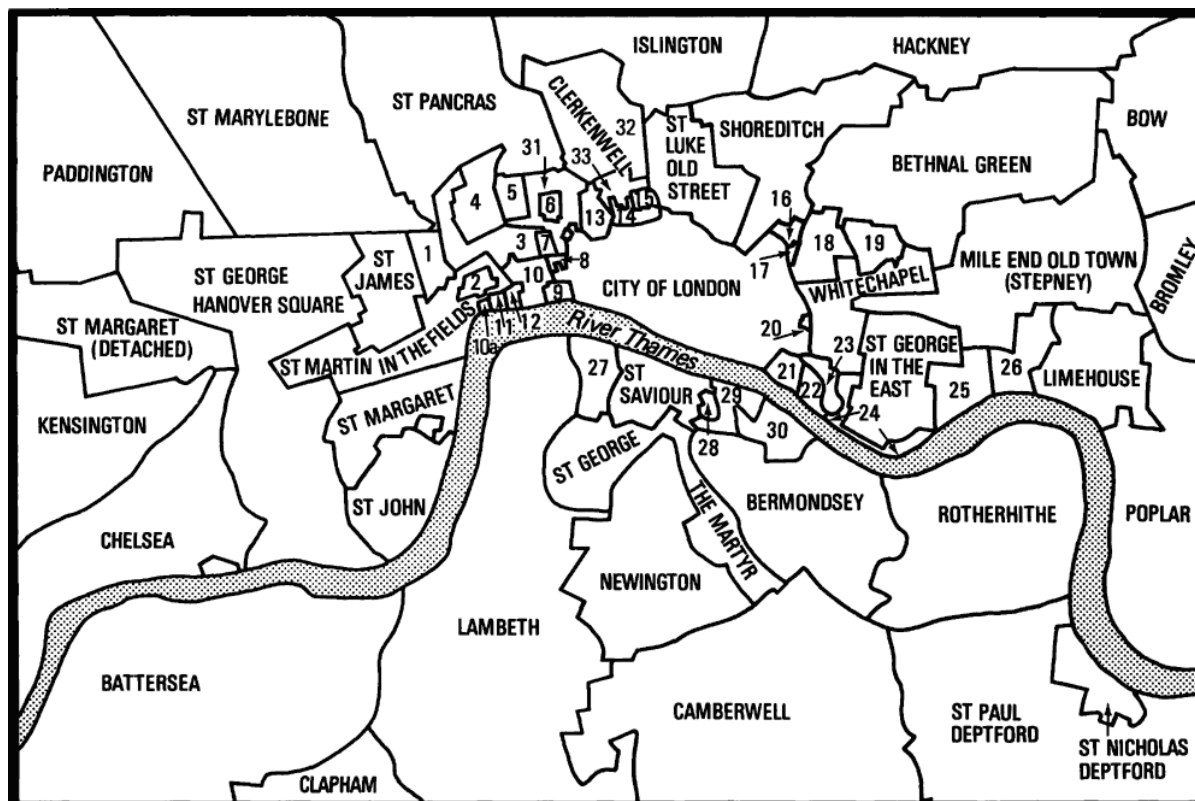 ISLINGTON
HACKNEY
ST MARYLEBONE
ST PANCRAS
CLERKENWELL
32
ST
LUKE
OLD
STREET
SHOREDITCH
BOW
BETHNAL GREEN
PADDINGTON
31
33
4
5
6
13
14
15
16
1
3
7
8
18
19
17
ST GEORGE
HANOVER SQUARE
ST
JAMES
2
10
9
CITY OF LONDON
WHITECHAPEL
MILE END OLD TOWN
(STEPNEY)
BROMLEY
ST MARGARET
(DETACHED)
ST MARTIN IN THE FIELDS
10a
11
12
River Thames
20
23
ST GEORGE
IN THE
EAST
26
LIMEHOUSE
27
ST
SAVIOUR
29
21
22
24
25
KENSINGTON
ST MARGARET
28
30
ST GEORGE
THE MARTYR
ST JOHN
BERMONDSEY
ROTHERHITHE
POPLAR
CHELSEA
NEWINGTON
LAMBETH
BATTERSEA
CAMBERWELL
ST PAUL
DEPTFORD
ST NICHOLAS
DEPTFORD
CLAPHAM